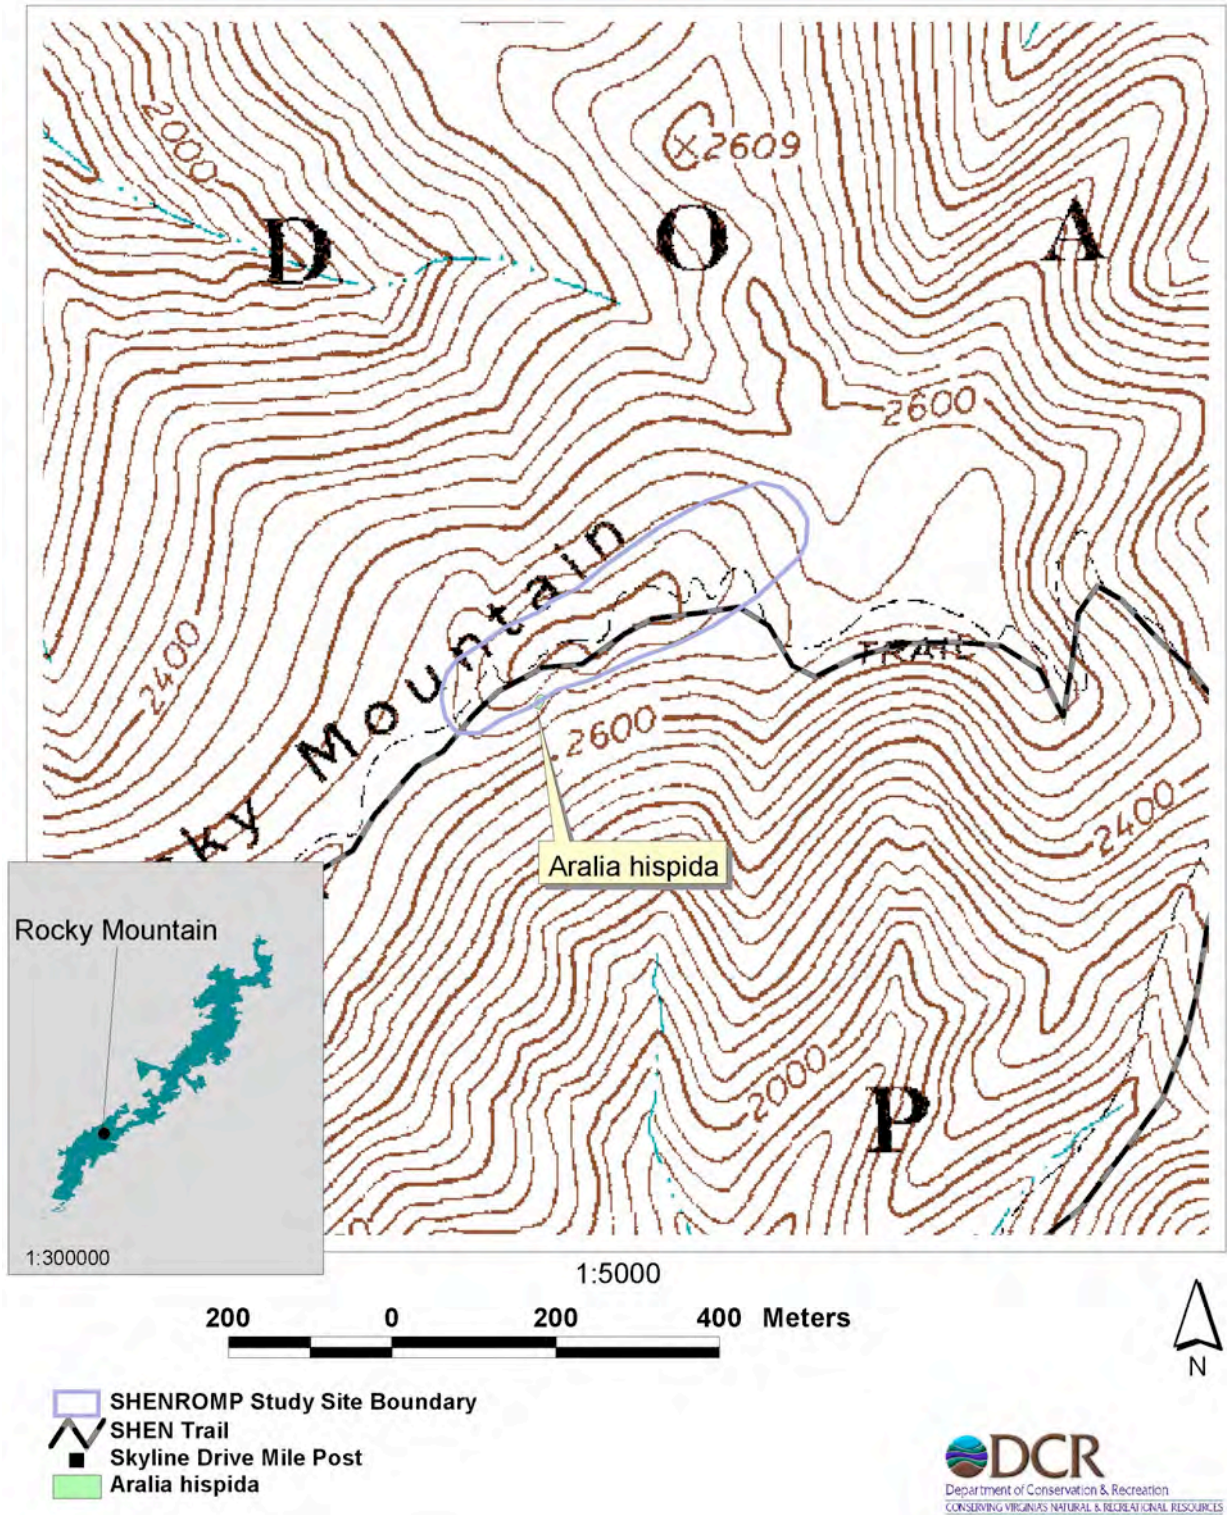 2000
×2609
D O A
2600
2400
Mountain
ky
TRAIL
2600
2400
Aralia hispida
Rocky Mountain
2000
P
1:300000
1:5000
200 0 200 400 Meters
N
SHENROMP Study Site Boundary
SHEN Trail
Skyline Drive Mile Post
Aralia hispida
DCR
Department of Conservation & Recreation
CONSERVING VIRGINIA'S NATURAL & RECREATIONAL RESOURCES